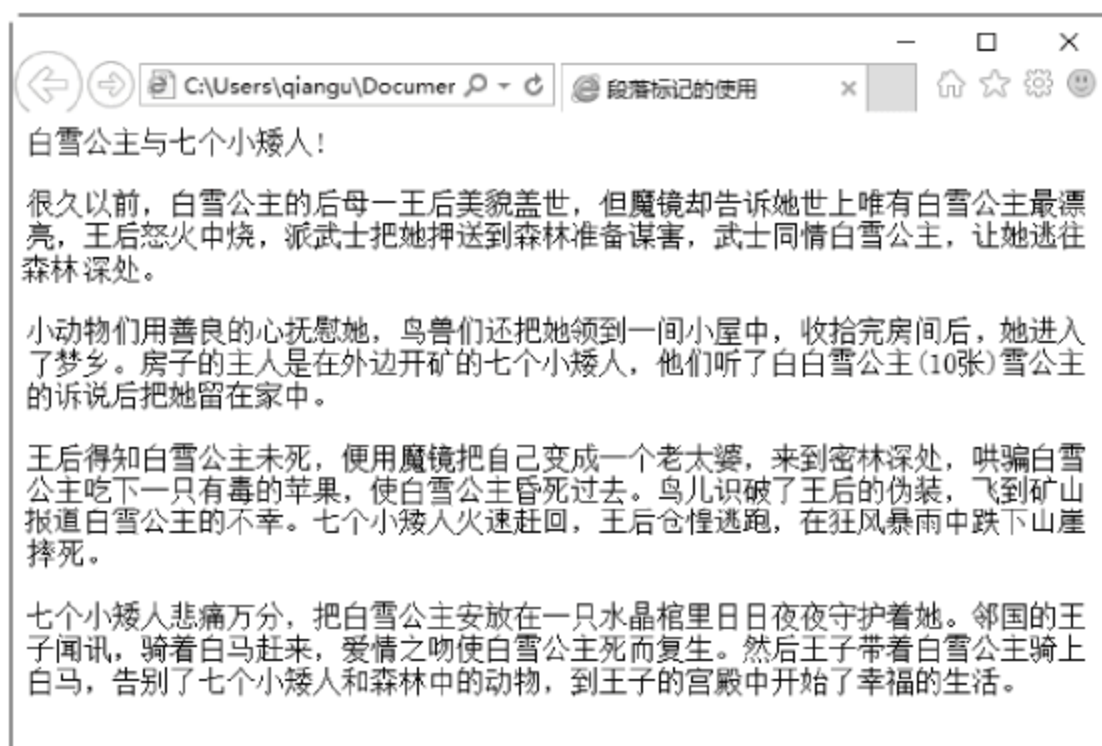 C:\Users\qiangu\Documer
段落标记的使用
白雪公主与七个小矮人!
很久以前，白雪公主的后母一王后美貌盖世，但魔镜却告诉她世上唯有白雪公主最漂
亮，王后怒火中烧，派武士把她押送到森林准备谋害，武士同情白雪公主，让她逃往
森林深处。
小动物们用善良的心抚慰她，鸟兽们还把她领到一间小屋中，收拾完房间后，她进入
了梦乡。房子的主人是在外边开矿的七个小矮人，他们听了白白雪公主(10张)雪公主
的诉说后把她留在家中。
王后得知白雪公主未死，便用魔镜把自己变成一个老太婆，来到密林深处，哄骗白雪
公主吃下一只有毒的苹果，使白雪公主昏死过去。鸟儿识破了王后的伪装，飞到矿山
报道白雪公主的不幸。七个小矮人火速赶回，王后仓惶逃跑，在狂风暴雨中跌下山崖
摔死。
七个小矮人悲痛万分，把白雪公主安放在一只水晶棺里日日夜夜守护着她。邻国的王
子闻讯，骑着白马赶来，爱情之吻使白雪公主死而复生。然后王子带着白雪公主骑上
白马，告别了七个小矮人和森林中的动物，到王子的宫殿中开始了幸福的生活。